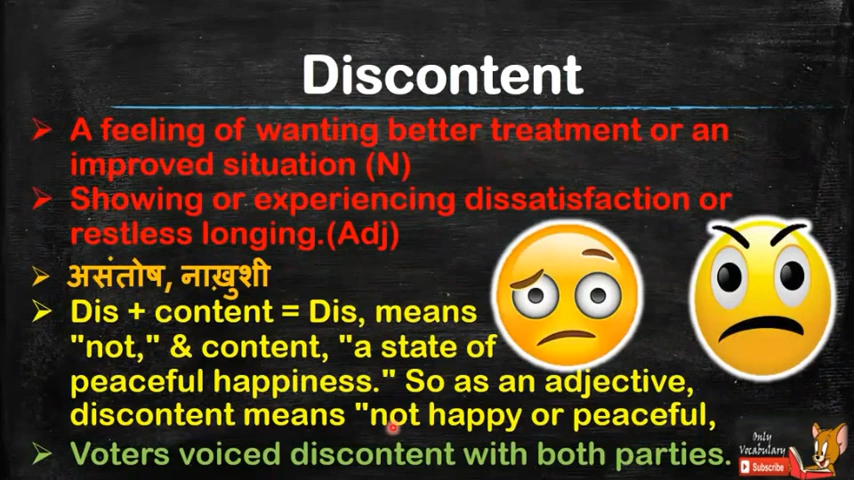 Discontent
A feeling of wanting better treatment or an
improved situation (N)
Showing or experiencing dissatisfaction or
restless longing.(Adj)
असंतोष, नाख़ुशी
Dis + content = Dis, means
"not," & content, "a state of
peaceful happiness." So as an adjective,
discontent means "not happy or peaceful,
Voters voiced discontent with both parties.
Only
Vocabulary
Subscribe